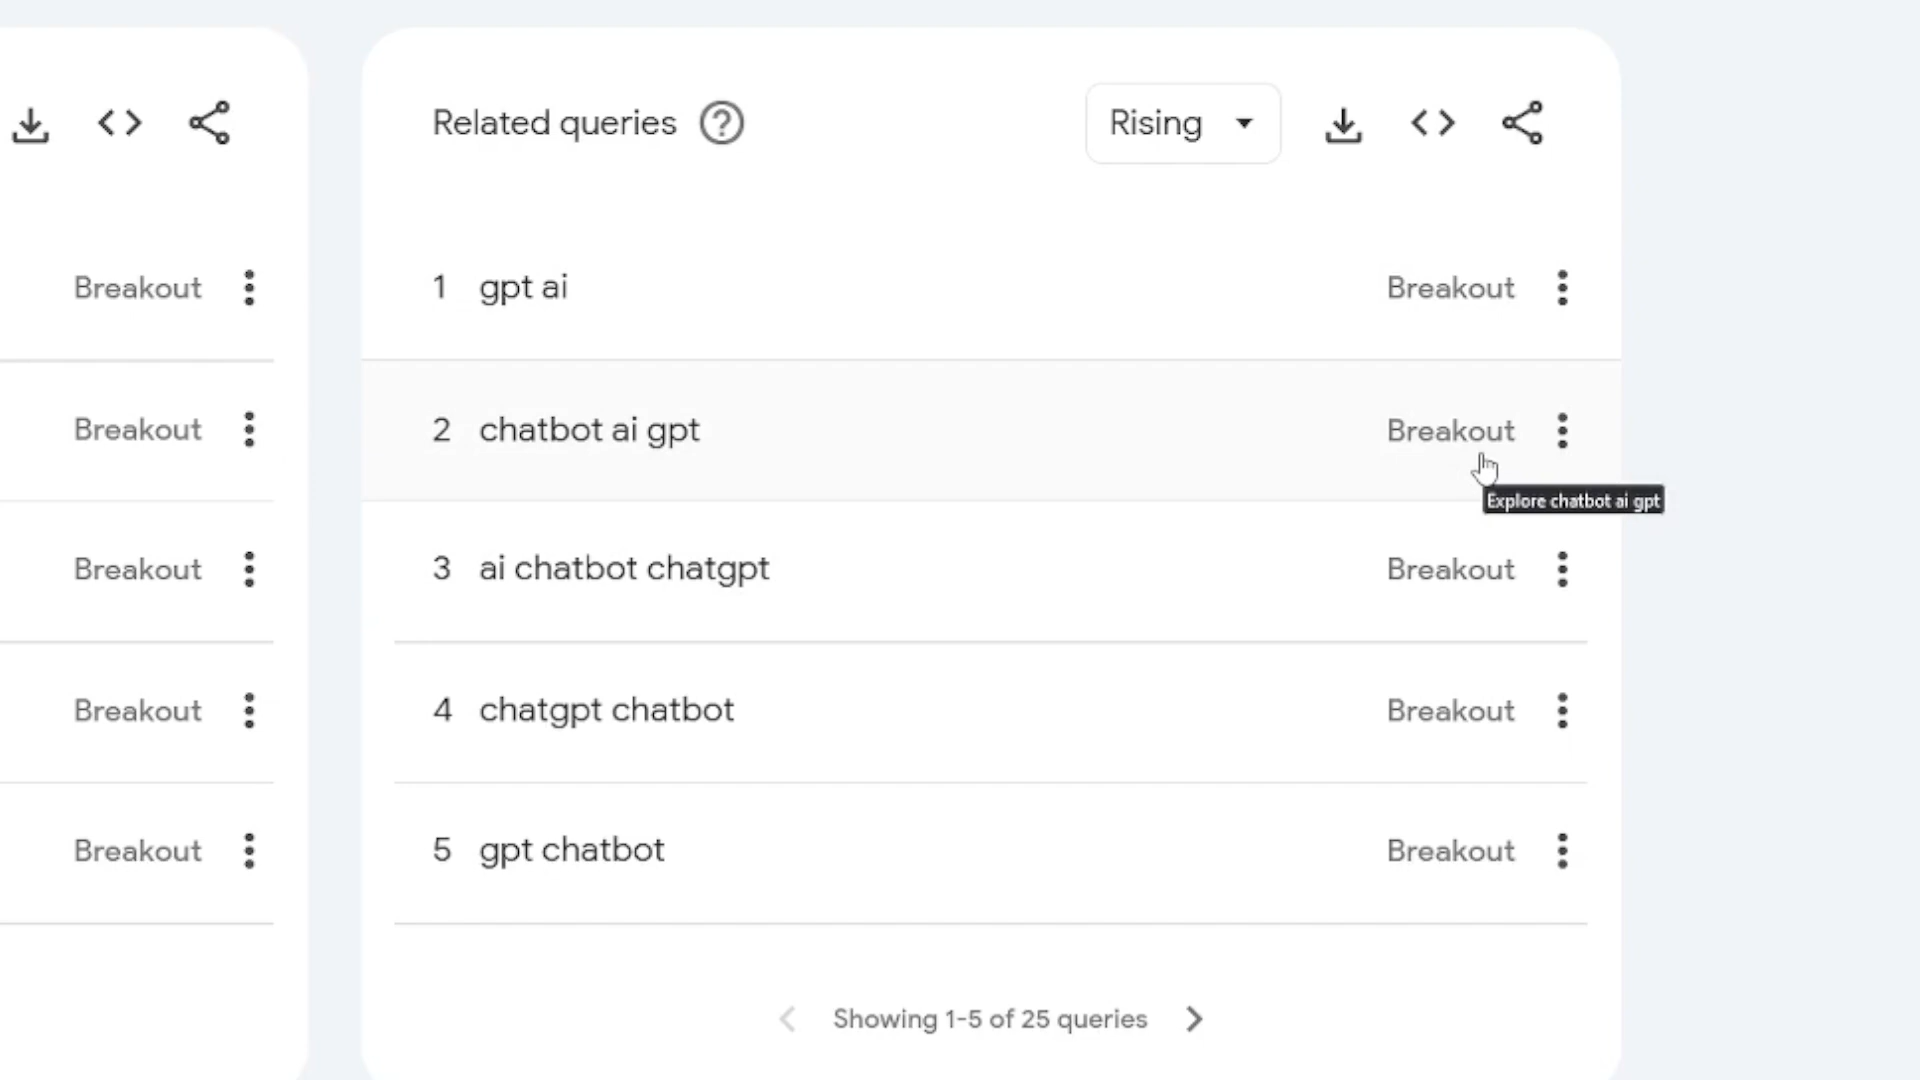 Breakout
Breakout
Breakout
Breakout
Breakout
Related queries ?
Rising
1 gpt ai Breakout
2 chatbot ai gpt Breakout
Explore chatbot ai gpt
3 ai chatbot chatgpt Breakout
4 chatgpt chatbot Breakout
5 gpt chatbot Breakout
Showing 1-5 of 25 queries